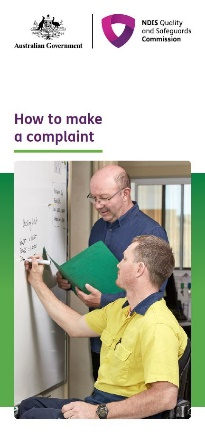 Australian Government
NDIS Quality
and Safeguards
Commission
How to make
a complaint